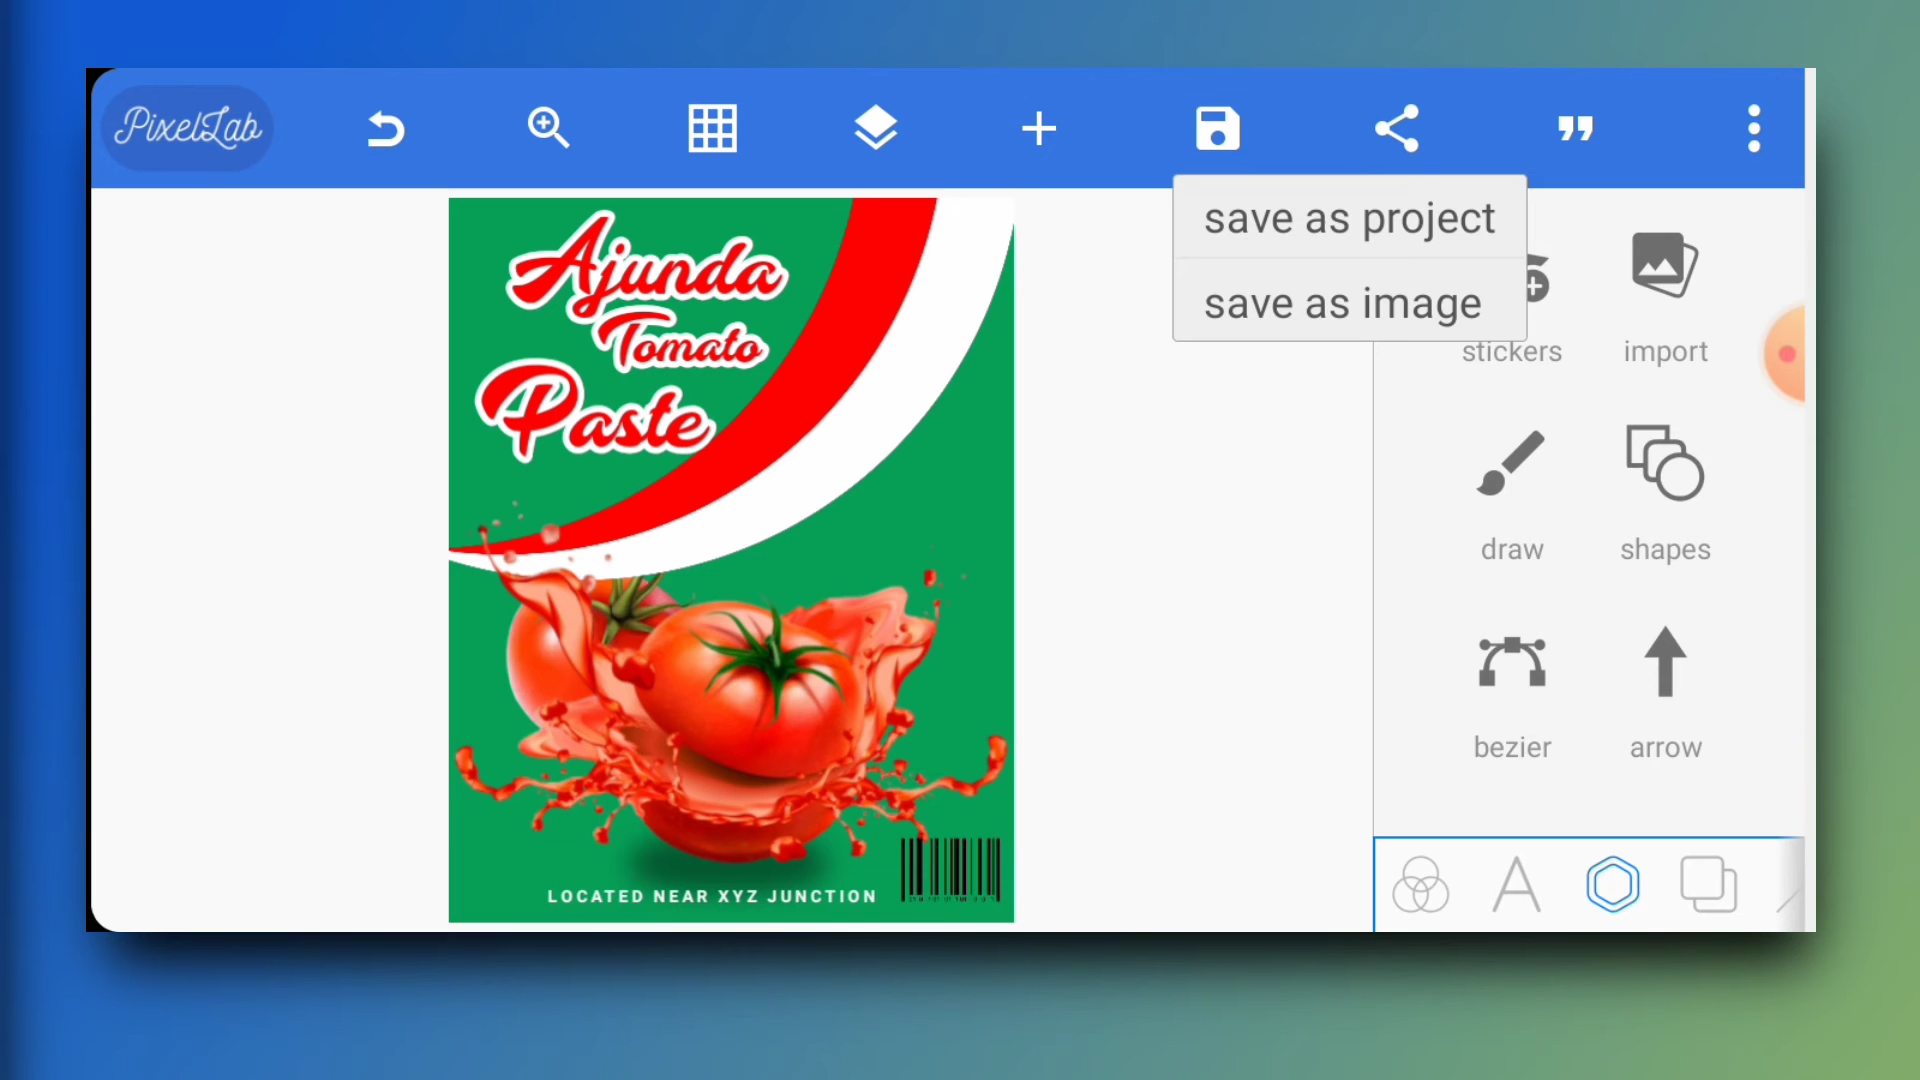 PixelLab
save as project
save as image
stickers
import
draw
shapes
bezier
arrow
Ajunda
Tomato
Paste
LOCATED NEAR XYZ JUNCTION